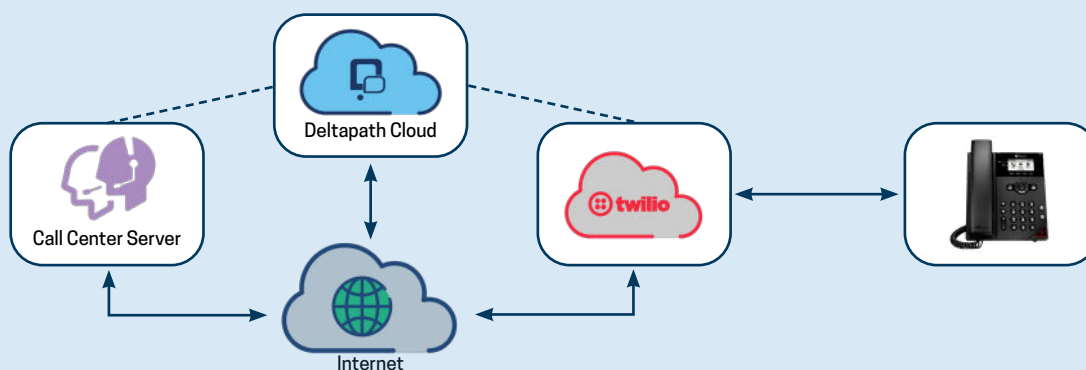 Deltapath Cloud
Call Center Server
twilio
Internet